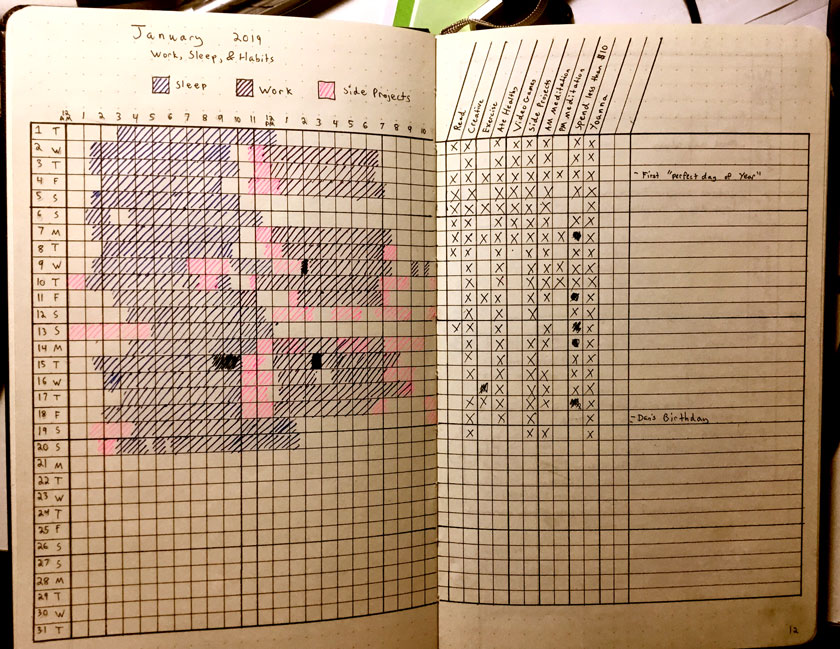 January 2019
Work, Sleep, & Habits
Sleep Work Side Projects
12 AM 1 2 3 4 5 6 7 8 9 10 11 12 PM 1 2 3 4 5 6 7 8 9 10
1 T
2 W
3 T
4 F
5 S
6 S
7 M
8 T
9 W
10 T
11 F
12 S
13 S
14 M
15 T
16 W
17 T
18 F
19 S
20 S
21 M
22 T
23 W
24 T
25 F
26 S
27 S
28 M
29 T
30 W
31 T
Read
Creative
Exercise
Ate Healthy
Video Games
Side Projects
AM Meditation
PM meditation
Spend less than $10
Yoanna
- First "perfect day of Year"
- Dan's Birthday
12